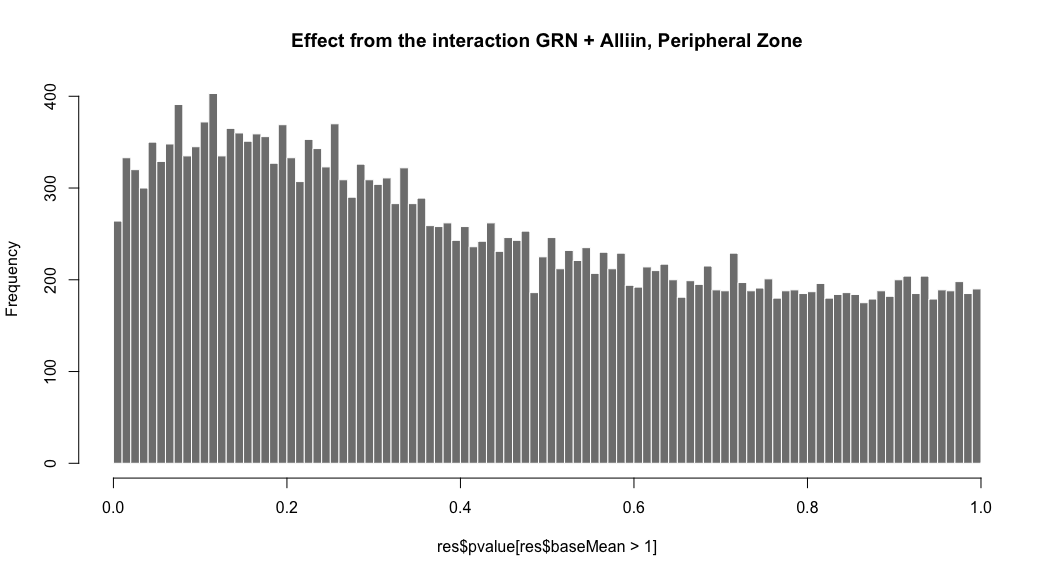 Effect from the interaction GRN + Alliin, Peripheral Zone
400
300
200
100
0
Frequency
0.0 0.2 0.4 0.6 0.8 1.0
res$pvalue[res$baseMean > 1]